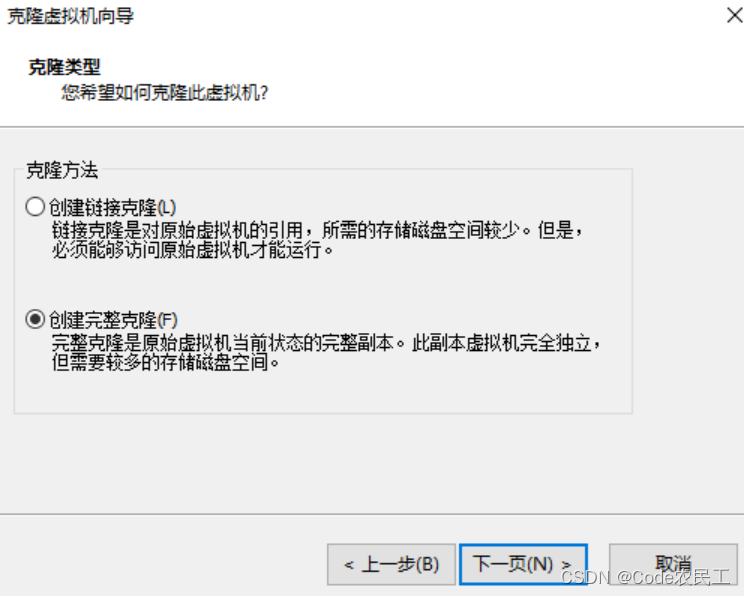 克隆虚拟机向导
克隆类型
您希望如何克隆此虚拟机?
克隆方法
创建链接克隆(L)
链接克隆是对原始虚拟机的引用，所需的存储磁盘空间较少。但是，
必须能够访问原始虚拟机才能运行。
创建完整克隆(F)
完整克隆是原始虚拟机当前状态的完整副本。此副本虚拟机完全独立，
但需要较多的存储磁盘空间。
< 上一步(B) 下一页(N) > 取消
CSDN @Code农民工